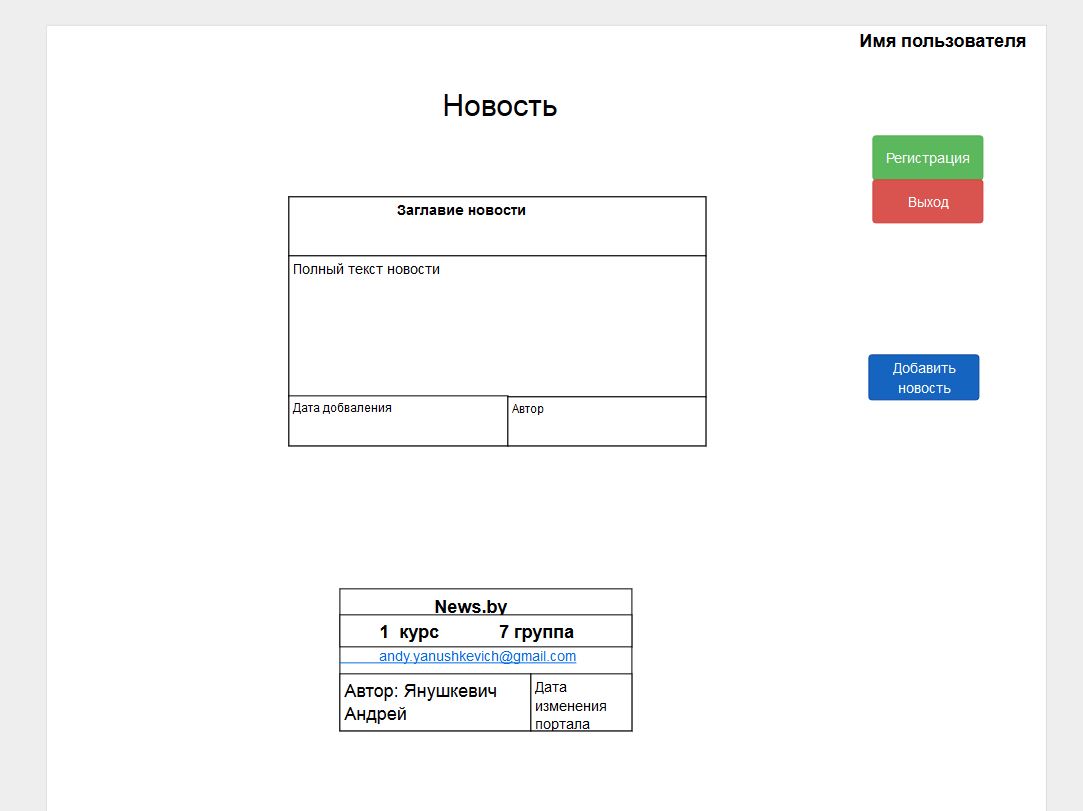 Имя пользователя
Новость
Регистрация
Выход
Заглавие новости
Полный текст новости
Добавить
новость
Дата добваления
Автор
News.by
1 курс 7 группа
andy.yanushkevich@gmail.com
Автор: Янушкевич
Андрей
Дата
изменения
портала